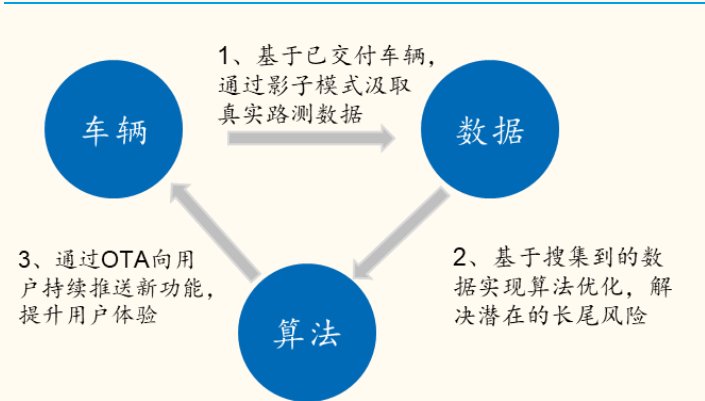 1、基于已交付车辆，
通过影子模式汲取
真实路测数据
车辆
数据
3、通过OTA向用
户持续推送新功能，
提升用户体验
2、基于搜集到的数
据实现算法优化，解
决潜在的长尾风险
算法